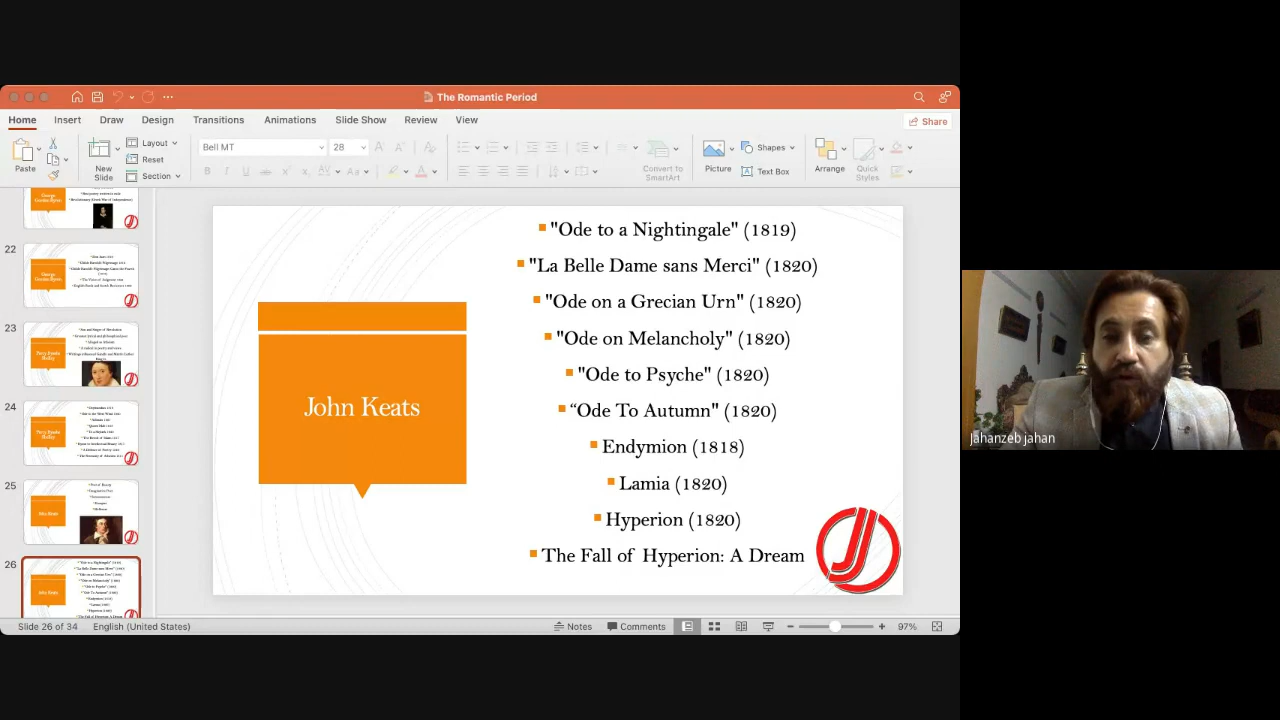 The Romantic Period
Home Insert Draw Design Transitions Animations Slide Show Review View Share
Paste New Slide Layout Reset Section Bell MT 28 Convert to SmartArt Picture Shapes Text Box Arrange Quick Styles
22
23
24
25
26
John Keats
"Ode to a Nightingale" (1819)
"La Belle Dame sans Merci" (1820)
"Ode on a Grecian Urn" (1820)
"Ode on Melancholy" (1820)
"Ode to Psyche" (1820)
“Ode To Autumn" (1820)
Endymion (1818)
Lamia (1820)
Hyperion (1820)
The Fall of Hyperion: A Dream
Jahanzeb jahan
Slide 26 of 34 English (United States) Notes Comments 97%